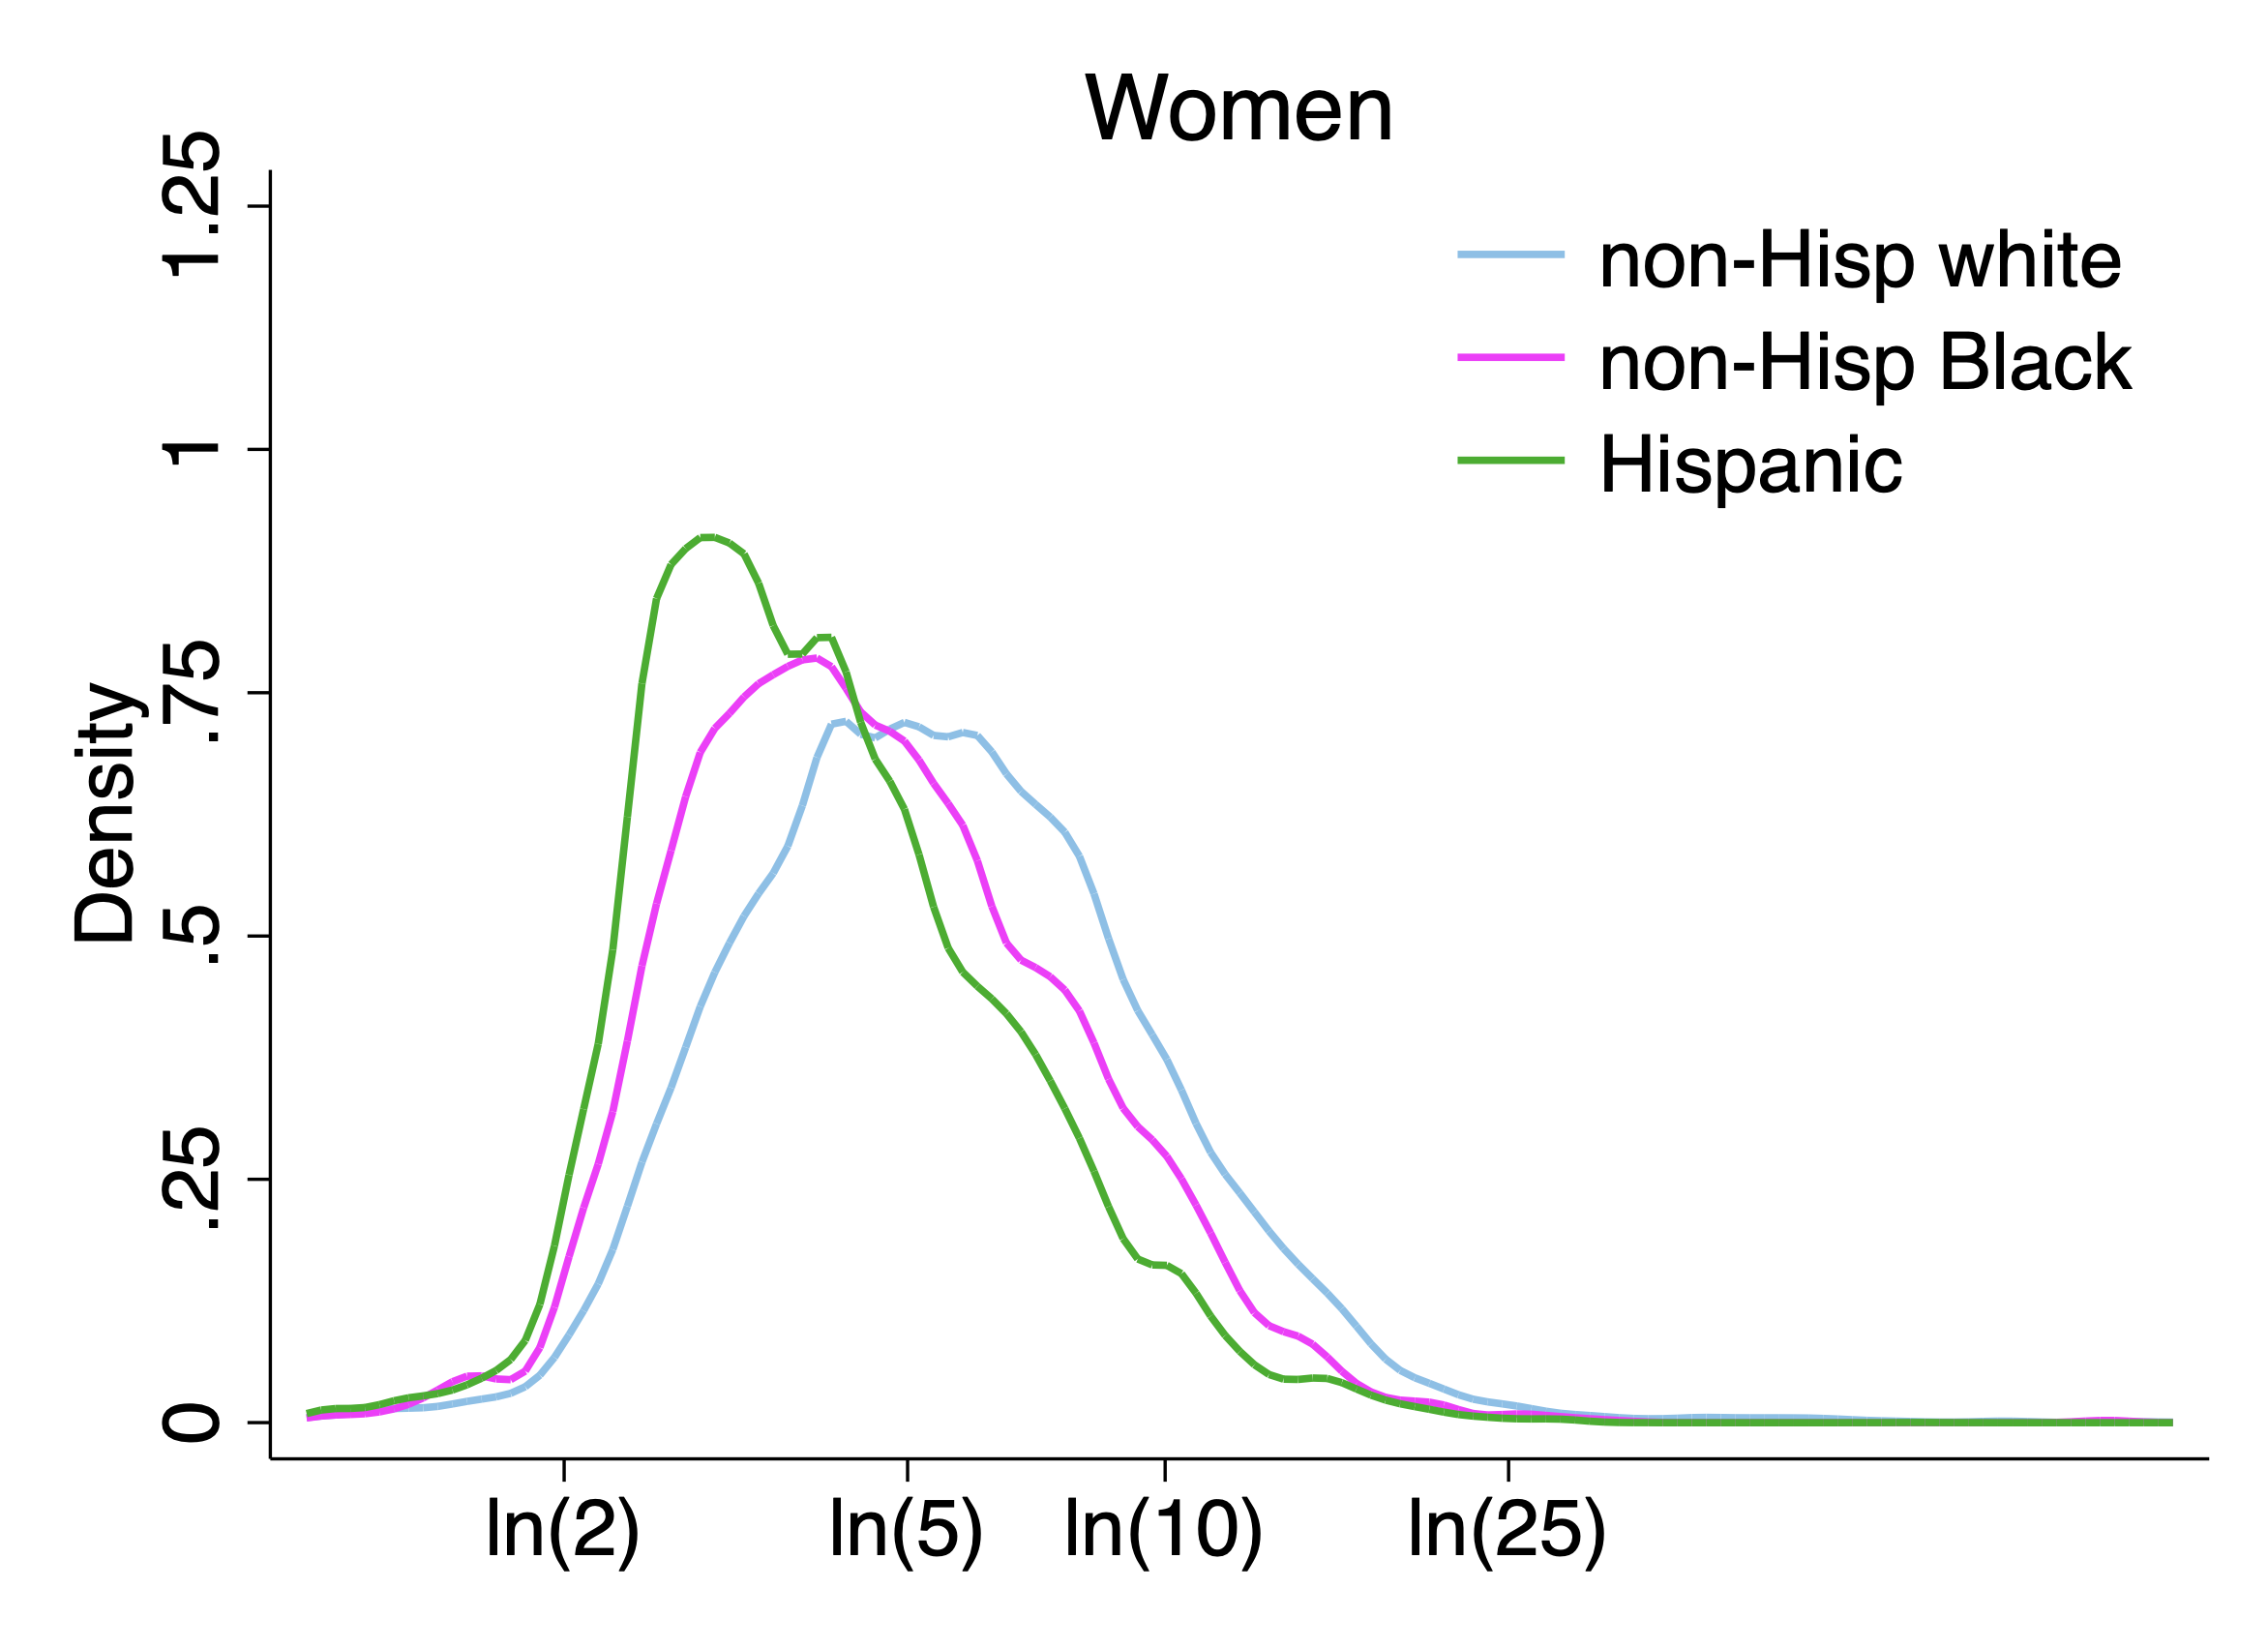 Women
non-Hisp white
non-Hisp Black
Hispanic
Density
1.25
1
.75
.5
.25
0
ln(2) ln(5) ln(10) ln(25)